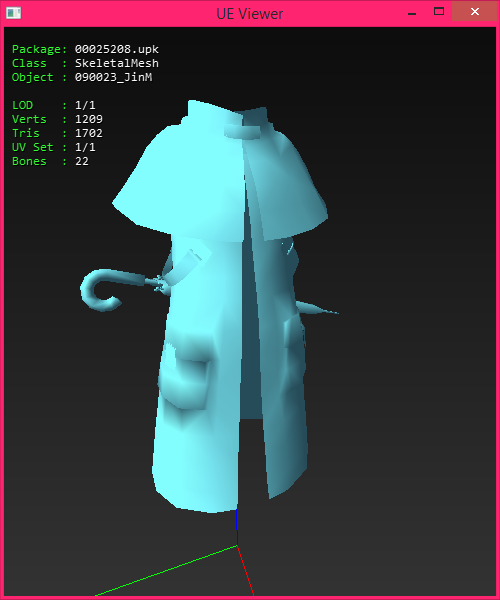 UE Viewer
Package: 00025208.upk
Class  : SkeletalMesh
Object : 090023_JinM
LOD    : 1/1
Verts  : 1209
Tris   : 1702
UV Set : 1/1
Bones  : 22